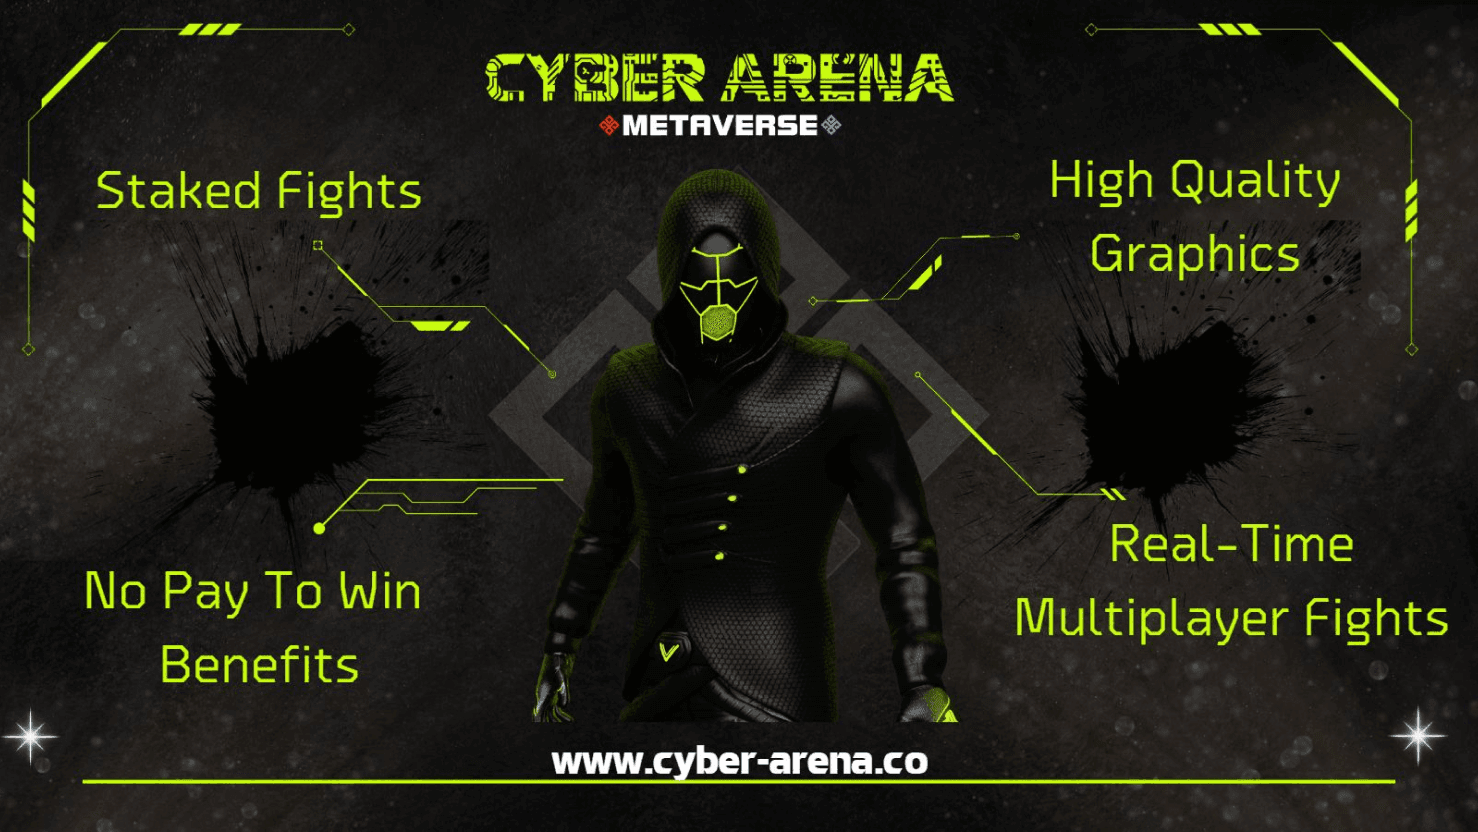 CYBER ARENA
METAVERSE
Staked Fights
High Quality
Graphics
No Pay To Win
Benefits
Real-Time
Multiplayer Fights
www.cyber-arena.co